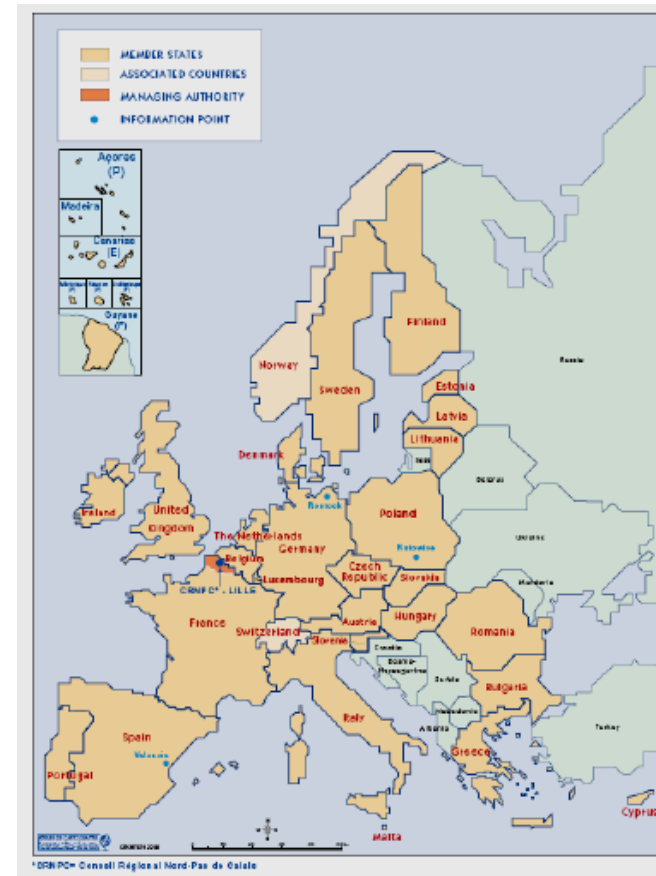 MEMBER STATES
ASSOCIATED COUNTRIES
MANAGING AUTHORITY
INFORMATION POINT
Açores
(P)
Madeira
Canarias
(E)
Guyane
(F)
Finland
Norway
Sweden
Russia
Estonia
Latvia
Lithuania
Denmark
Belarus
Ireland
United
Kingdom
Rostock
Poland
The Netherlands
Germany
Katowice
Ukraine
Belgium
Luxembourg
Czech
Republic
Slovakia
CRNPC* - LILLE
Moldavia
France
Switzerland
Austria
Hungary
Slovenia
Romania
Croatia
Bulgaria
Spain
Italy
Albania
Turkey
Valencia
Portugal
Greece
Cyprus
Malta
*CRNPC= Conseil Régional Nord-Pas de Calais